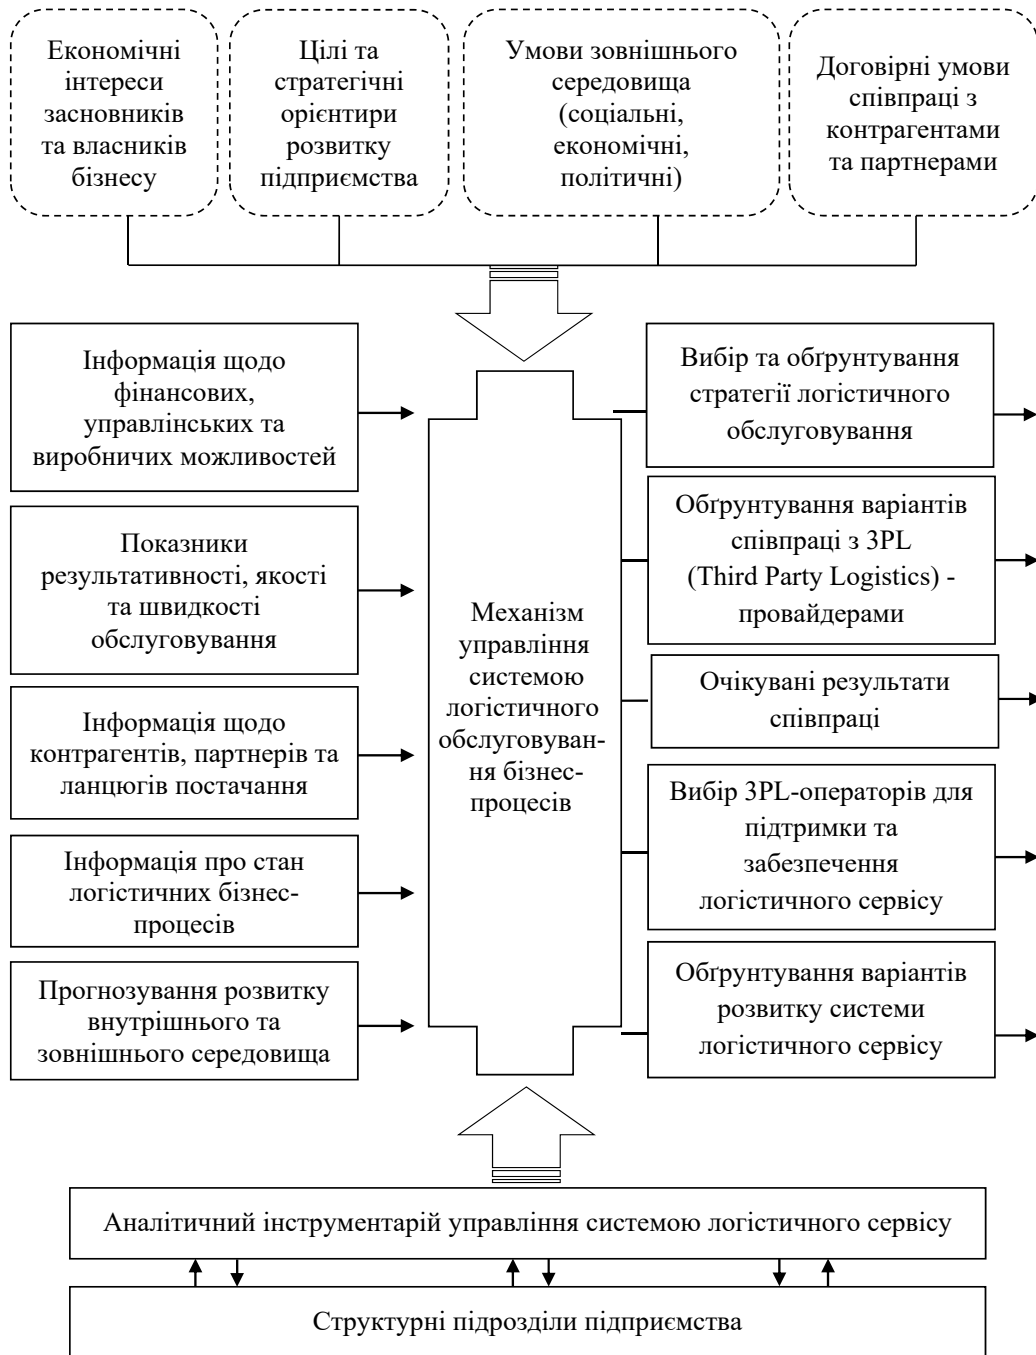 Економічні
інтереси
засновників
та власників
бізнесу
Цілі та
стратегічні
орієнтири
розвитку
підприємства
Умови зовнішнього
середовища
(соціальні,
економічні,
політичні)
Договірні умови
співпраці з
контрагентами
та партнерами
Інформація щодо
фінансових,
управлінських та
виробничих можливостей
Показники
результативності, якості
та швидкості
обслуговування
Інформація щодо
контрагентів, партнерів та
ланцюгів постачання
Інформація про стан
логістичних бізнес-
процесів
Прогнозування розвитку
внутрішнього та
зовнішнього середовища
Механізм
управління
системою
логістичного
обслуговуван-
ня бізнес-
процесів
Вибір та обґрунтування
стратегії логістичного
обслуговування
Обґрунтування варіантів
співпраці з 3PL
(Third Party Logistics) -
провайдерами
Очікувані результати
співпраці
Вибір 3PL-операторів для
підтримки та
забезпечення
логістичного сервісу
Обґрунтування варіантів
розвитку системи
логістичного сервісу
Аналітичний інструментарій управління системою логістичного сервісу
Структурні підрозділи підприємства